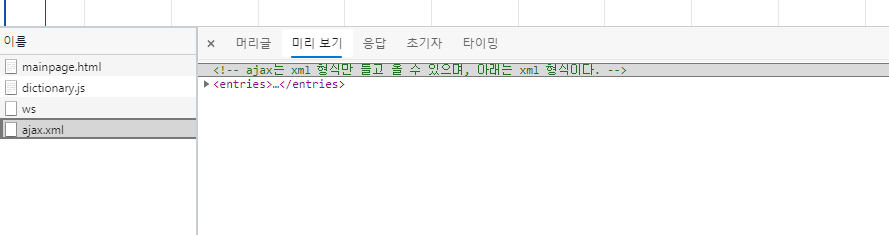 이름
× 머리글 미리 보기 응답 초기자 타이밍
mainpage.html
dictionary.js
ws
ajax.xml
<!-- ajax는 xml 형식만 들고 올 수 있으며, 아래는 xml 형식이다. -->
<entries>…</entries>